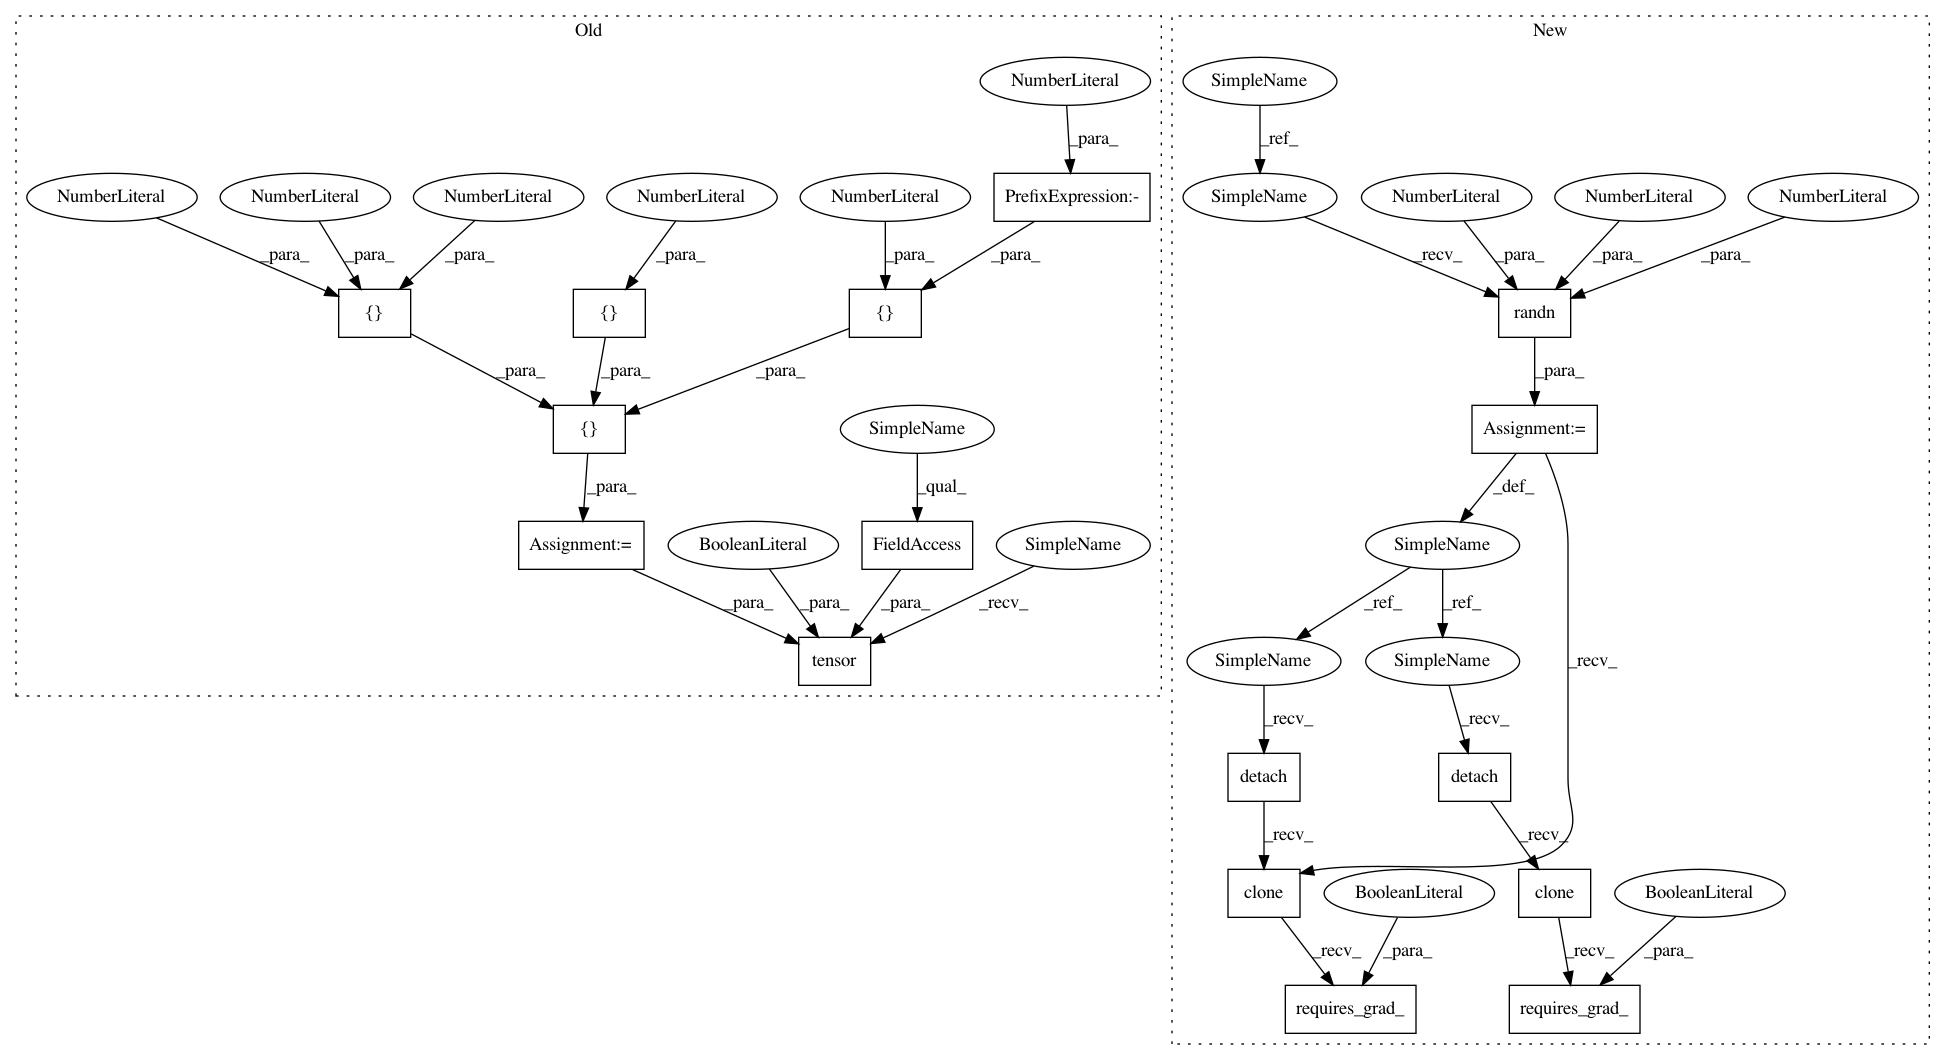 Old
New
NumberLiteral
SimpleName
_para_
_ref_
NumberLiteral
NumberLiteral
NumberLiteral
NumberLiteral
NumberLiteral
PrefixExpression:-
SimpleName
NumberLiteral
NumberLiteral
NumberLiteral
_para_
_para_
_para_
_para_
_para_
_para_
_recv_
_para_
_para_
_para_
{}
{}
{}
randn
_para_
_para_
_para_
_para_
{}
SimpleName
Assignment:=
_para_
_qual_
_def_
Assignment:=
BooleanLiteral
FieldAccess
SimpleName
SimpleName
_para_
_para_
_para_
_recv_
_ref_
_ref_
tensor
SimpleName
SimpleName
_recv_
_recv_
_recv_
detach
detach
_recv_
_recv_
clone
BooleanLiteral
clone
BooleanLiteral
_recv_
_para_
_recv_
_para_
requires_grad_
requires_grad_